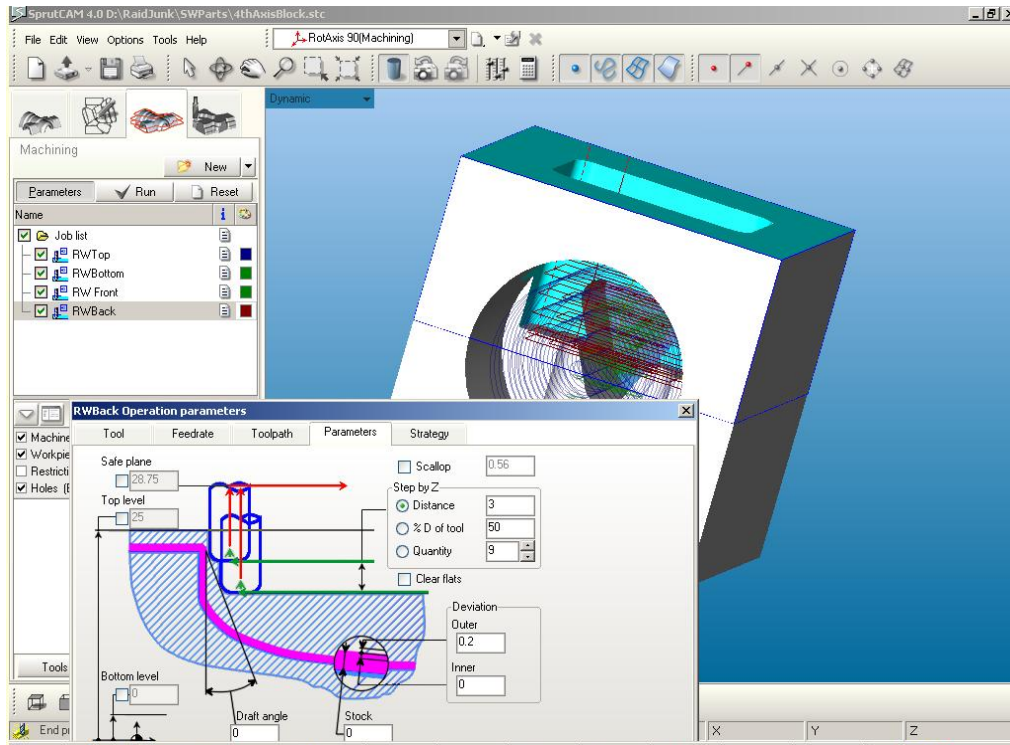 SprutCAM 4.0 D:\RaidJunk\SWParts\4thAxisBlock.stc
File Edit View Options Tools Help
RotAxis 90(Machining)
Dynamic
Machining
New
Parameters Run Reset
Name
Job list
RWTop
RWBottom
RW Front
RWBack
RWBack Operation parameters
Tool Feedrate Toolpath Parameters Strategy
Machine
Workpie
Restricti
Holes (B
Safe plane
28.75
Top level
25
Scallop 0.56
Step by Z
Distance 3
% D of tool 50
Quantity 9
Clear flats
Deviation
Outer
0.2
Inner
0
Bottom level
0
Draft angle
0
Stock
0
Tools
End p
X Y Z